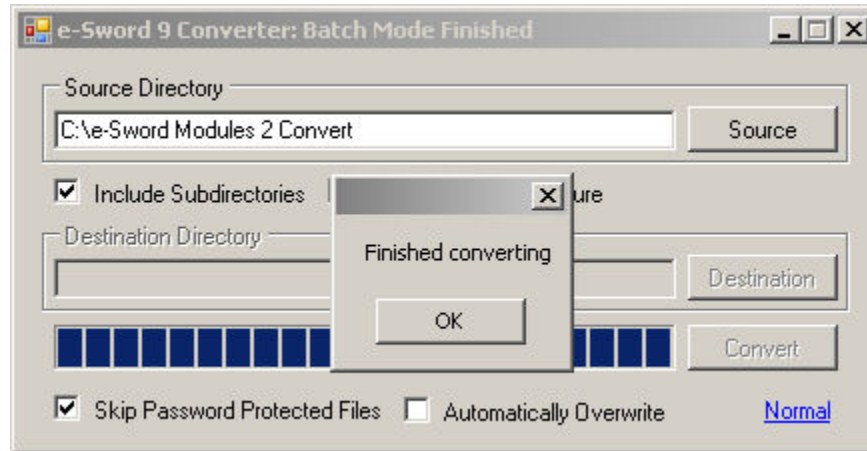 e-Sword 9 Converter: Batch Mode Finished
Source Directory
C:\e-Sword Modules 2 Convert
Source
Include Subdirectories
Destination Directory
Finished converting
Destination
OK
Convert
Skip Password Protected Files
Automatically Overwrite
Normal